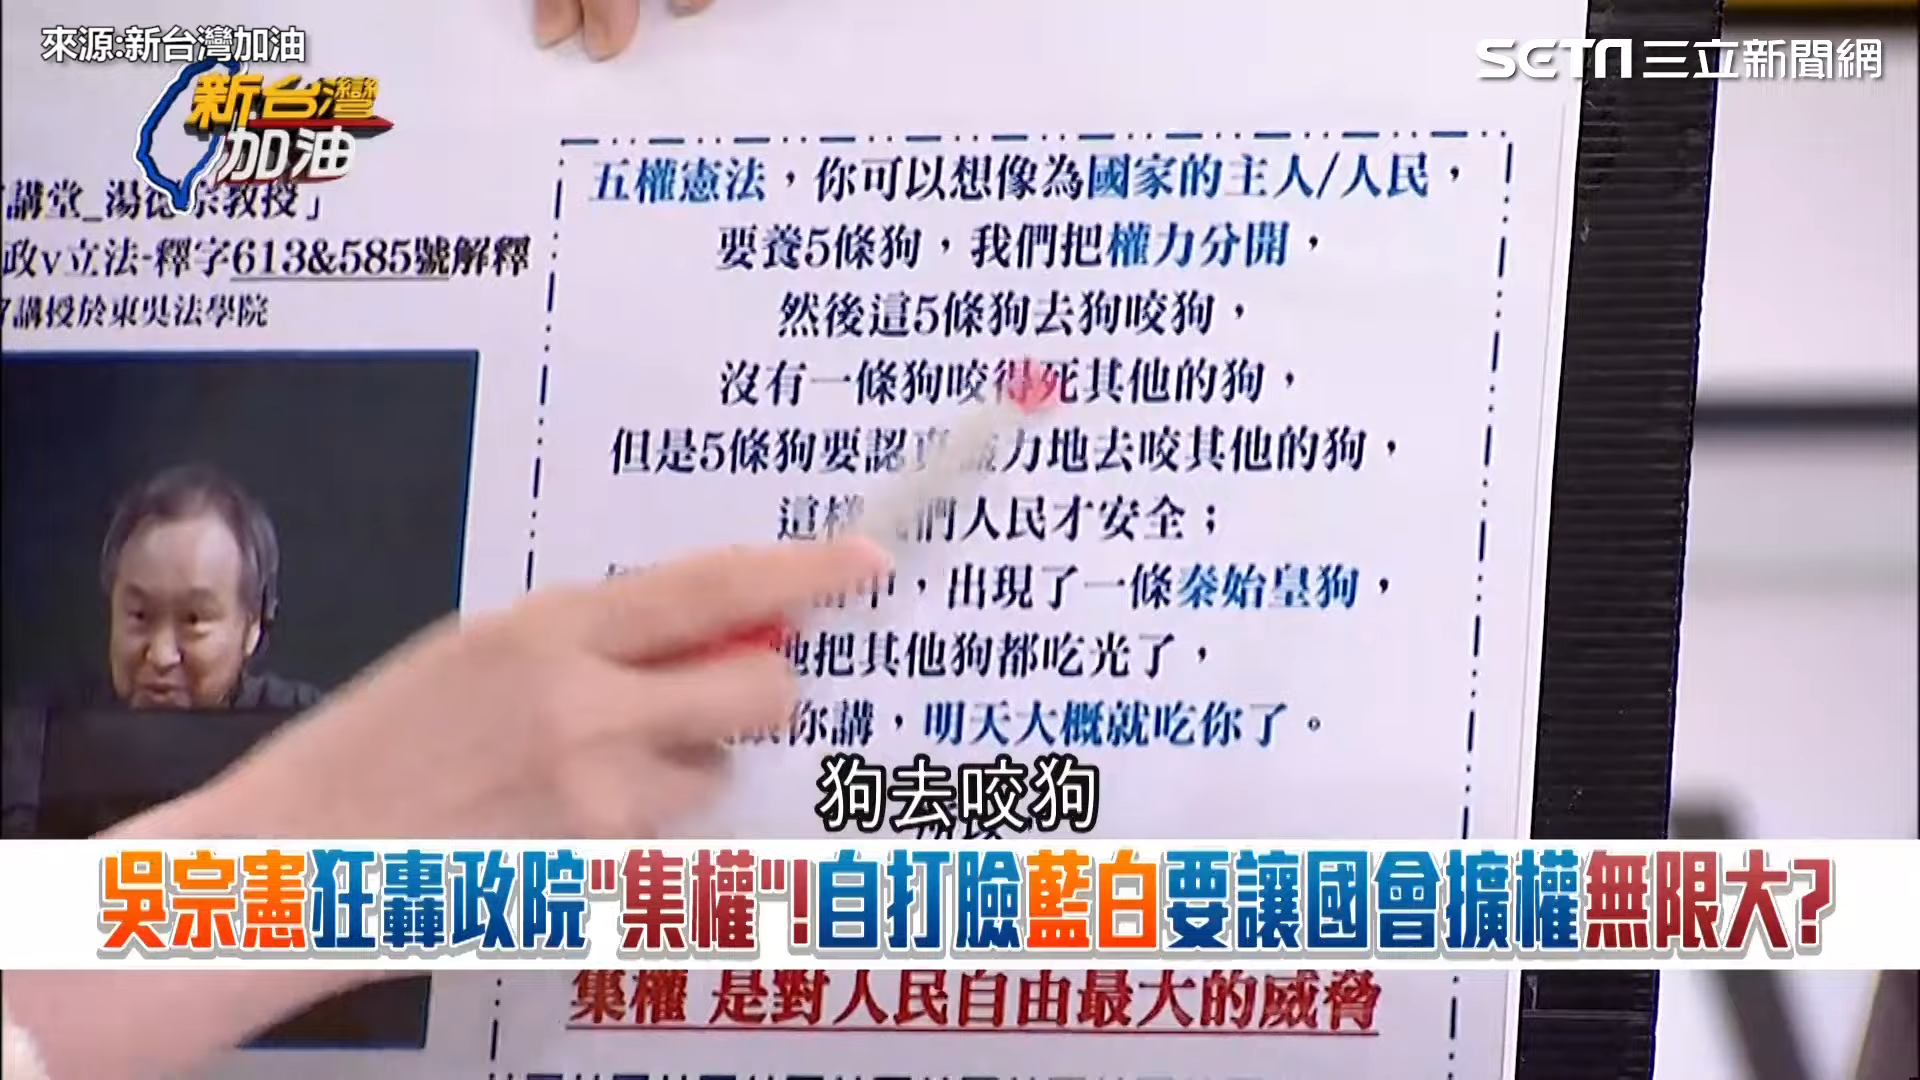 來源:新台灣加油
SETN三立新聞網
新台灣
加油
講堂_湯德宗教授」
政v立法-釋字613&585號解釋
講授於東吳法學院
五權憲法，你可以想像為國家的主人/人民，
要養5條狗，我們把權力分開，
然後這5條狗去狗咬狗，
沒有一條狗咬得死其他的狗，
但是5條狗要認真 力地去咬其他的狗，
這樣 們人民才安全；
中，出現了一條秦始皇狗，
把其他狗都吃光了，
你講，明天大概就吃你了。
狗去咬狗
吳宗憲狂轟政院"集權"!自打臉藍白要讓國會擴權無限大?
集權 是對人民自由最大的威脅